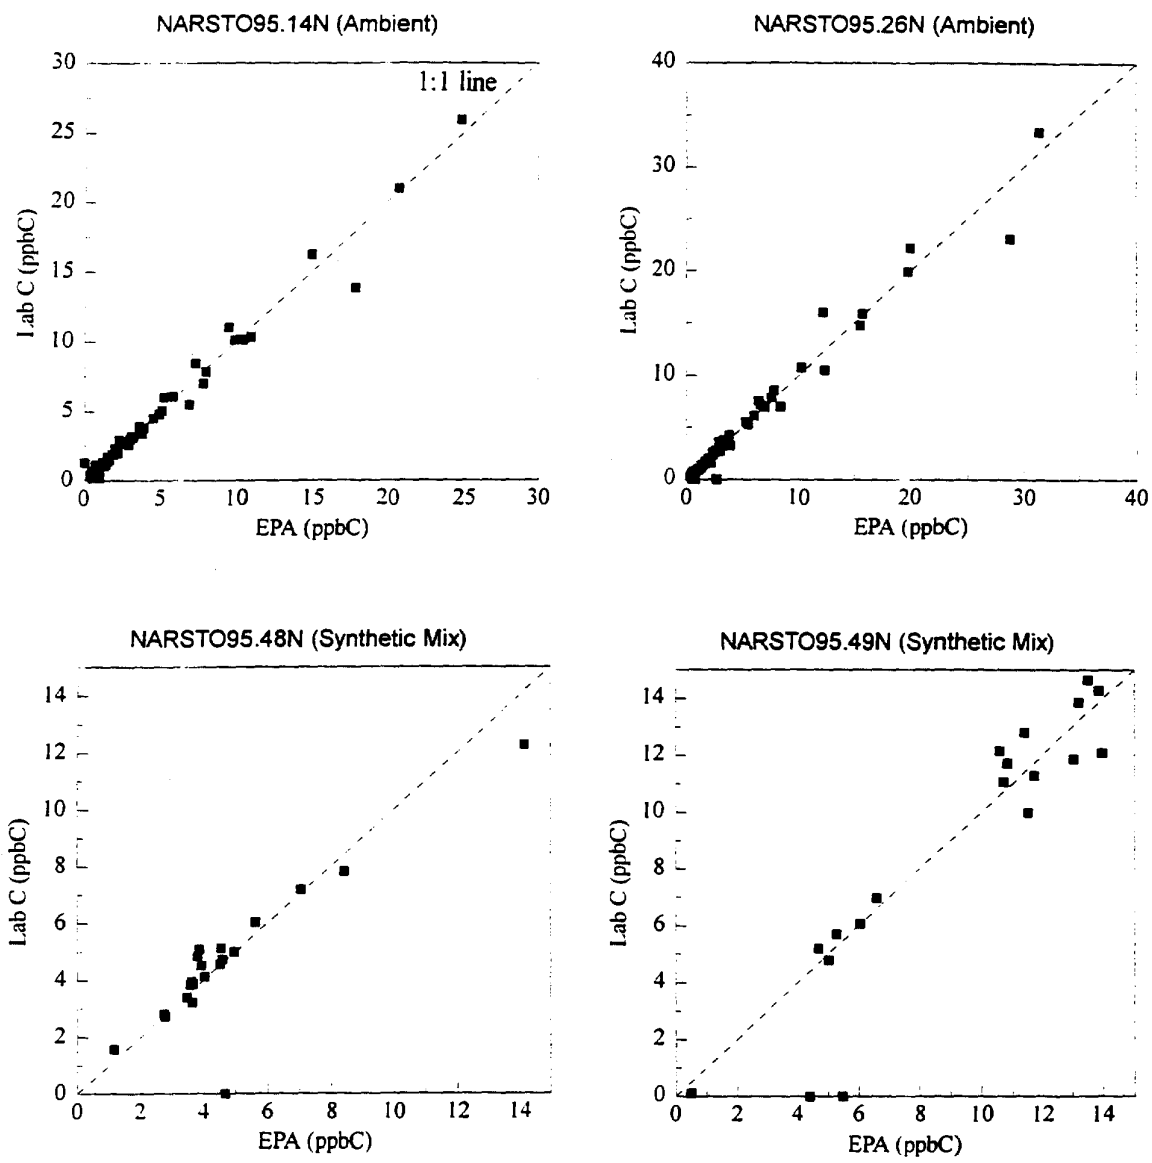 NARSTO95.14N (Ambient)
30
25
20
15
10
5
0
Lab C (ppbC)
1:1 line
0 5 10 15 20 25 30
EPA (ppbC)
NARSTO95.26N (Ambient)
40
30
20
10
0
Lab C (ppbC)
0 10 20 30 40
EPA (ppbC)
NARSTO95.48N (Synthetic Mix)
14
12
10
8
6
4
2
0
Lab C (ppbC)
0 2 4 6 8 10 12 14
EPA (ppbC)
NARSTO95.49N (Synthetic Mix)
14
12
10
8
6
4
2
0
Lab C (ppbC)
0 2 4 6 8 10 12 14
EPA (ppbC)